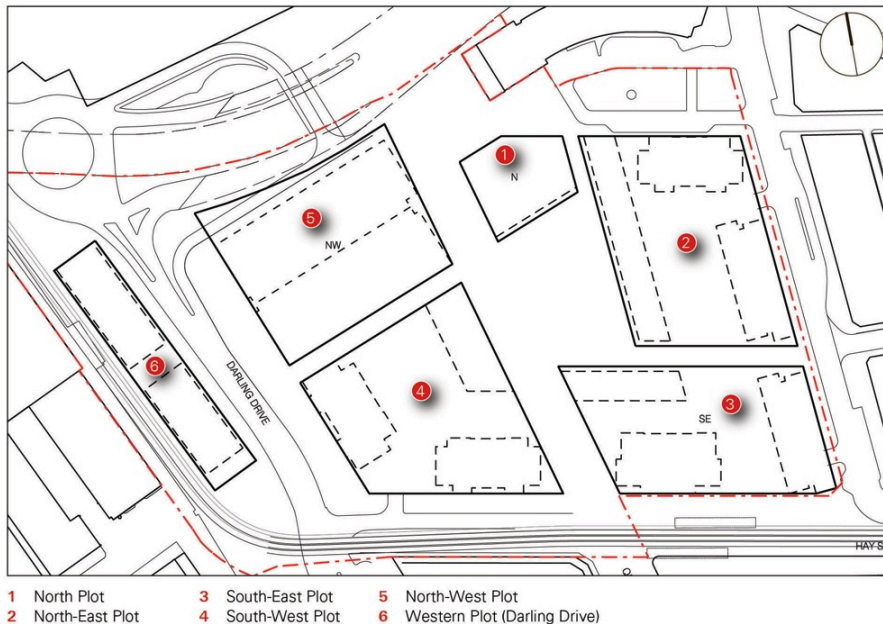 1
N
2
5
NW
6
DARLING DRIVE
4
3
SE
HAY S
1 North Plot
2 North-East Plot
3 South-East Plot
4 South-West Plot
5 North-West Plot
6 Western Plot (Darling Drive)